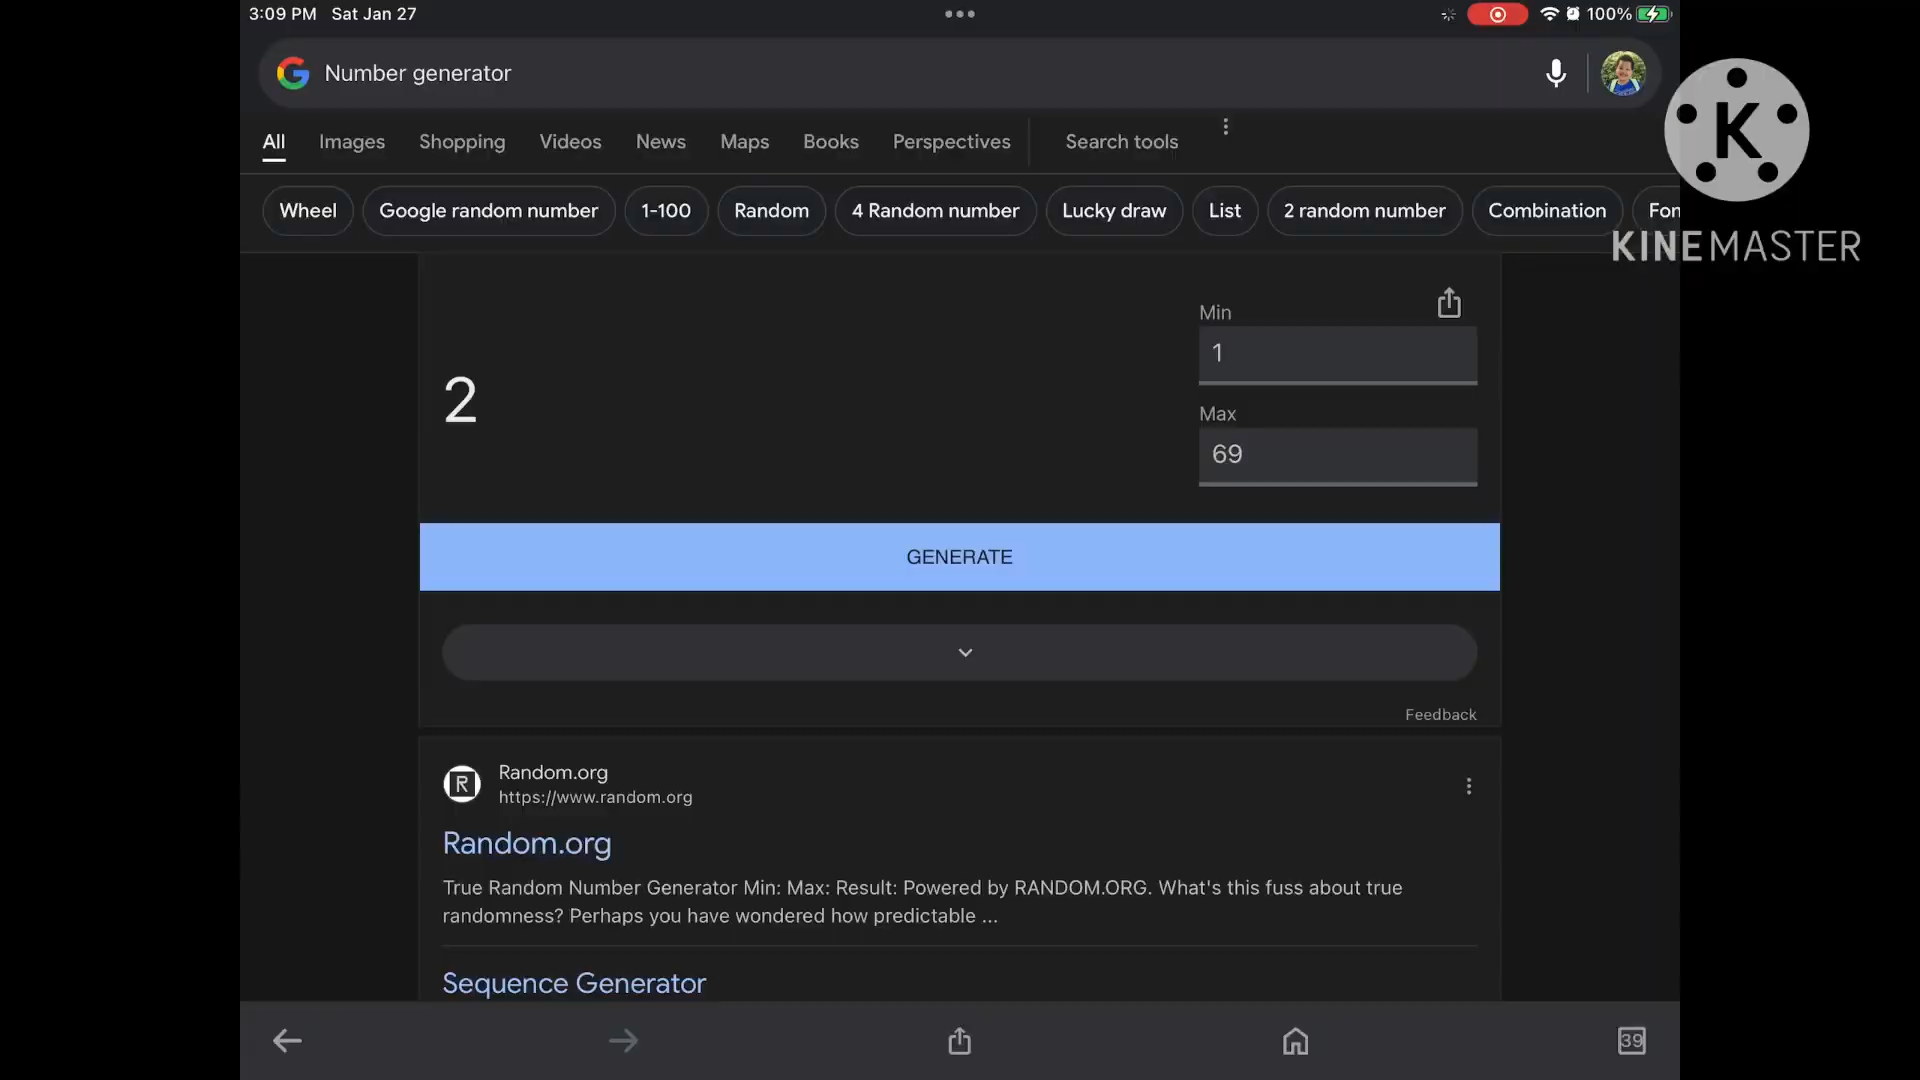 3:09 PM Sat Jan 27
100%
Number generator
K
KINEMASTER
All Images Shopping Videos News Maps Books Perspectives Search tools
Wheel Google random number 1-100 Random 4 Random number Lucky draw List 2 random number Combination
Min
1
2
Max
69
GENERATE
Feedback
R
Random.org
https://www.random.org
Random.org
True Random Number Generator Min: Max: Result: Powered by RANDOM.ORG. What's this fuss about true
randomness? Perhaps you have wondered how predictable ...
Sequence Generator
39